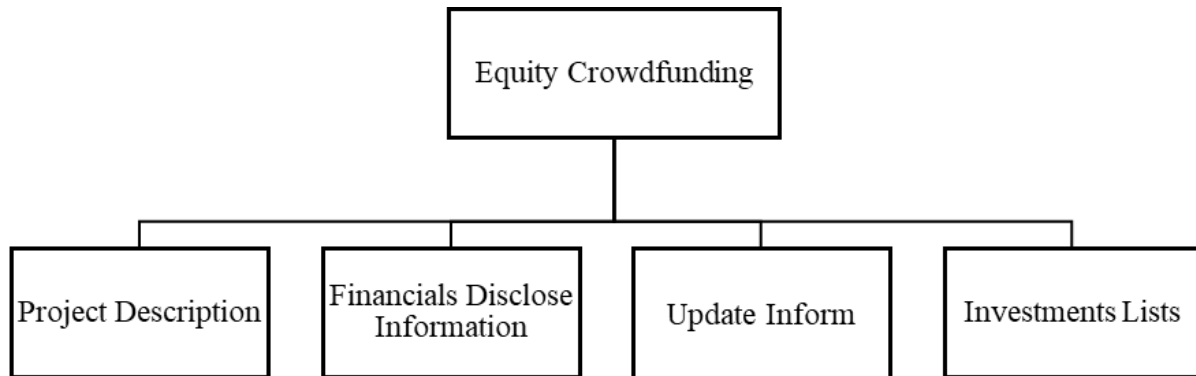 Equity Crowdfunding
Project Description
Financials Disclose
Information
Update Inform
Investments Lists